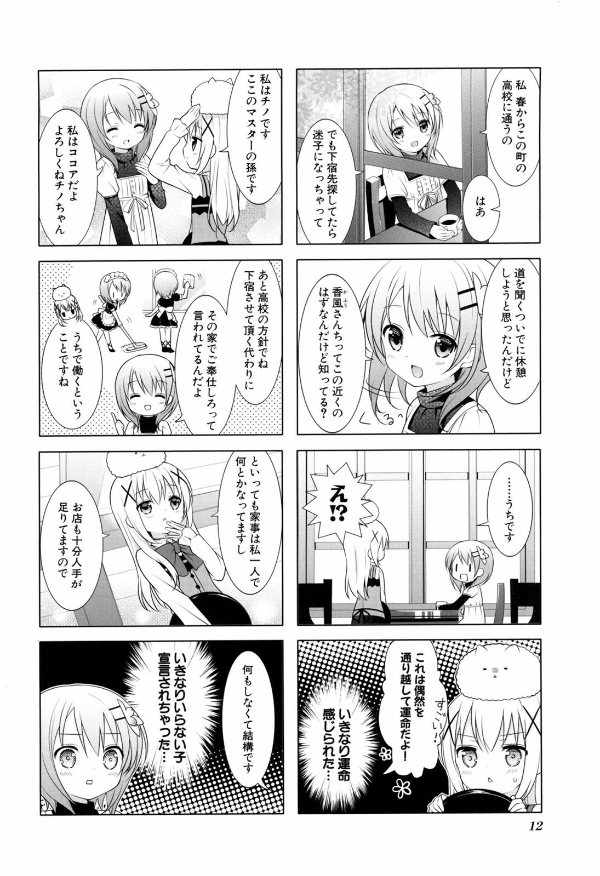 私 春からこの町の
高校に通うの
はあ
でも下宿先探してたら
迷子になっちゃって
道を聞くついでに休憩
しようと思ったんだけど
香風さんちってこの近くの
はずなんだけど知ってる?
かふう
くるっ
……うちです
え!?
これは偶然を
通り越して運命だよ!
すごい!
いきなり運命
感じられた…
私はチノです
ここのマスターの孫です
私はココアだよ
よろしくねチノちゃん
あと高校の方針でね
下宿させて頂く代わりに
その家でご奉仕しろって
言われてるんだよ
うちで働くという
ことですね
といっても家事は私一人で
何とかなってますし
お店も十分人手が
足りてますので
何もしなくて結構です
いきなりいらない子
宣言されちゃった…
12